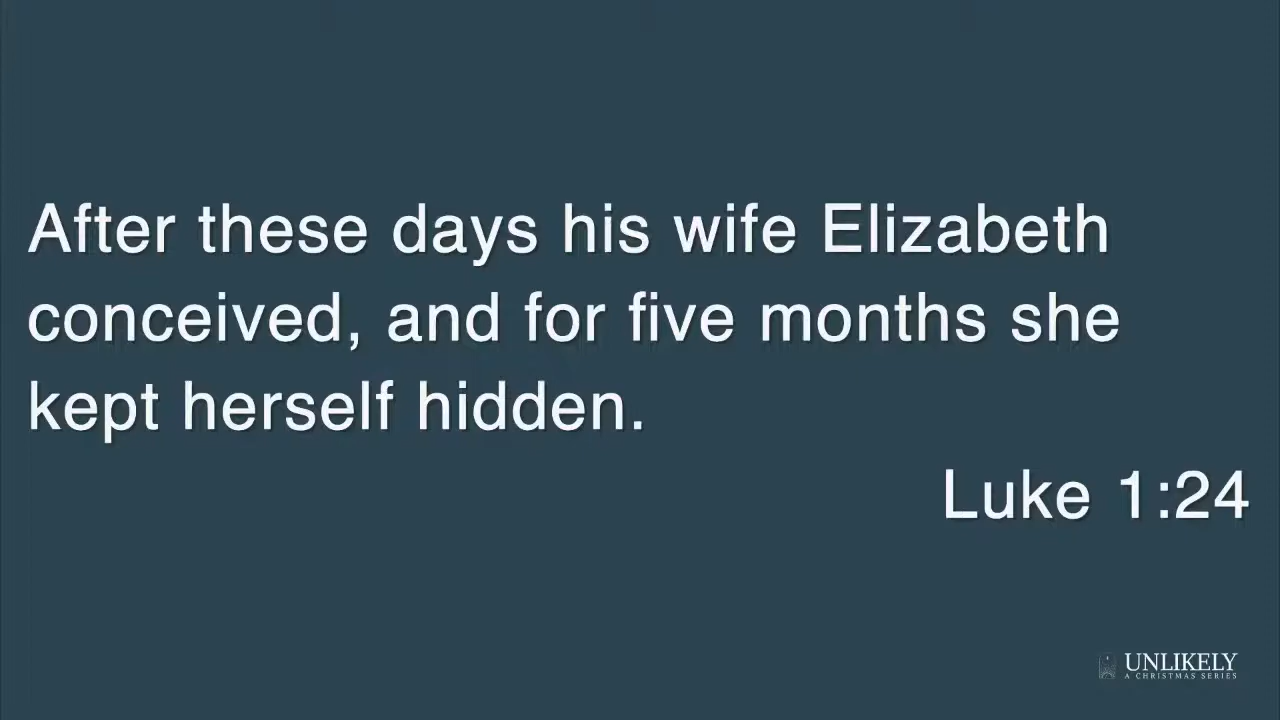 After these days his wife Elizabeth
conceived, and for five months she
kept herself hidden.
Luke 1:24
UNLIKELY
A CHRISTMAS SERIES